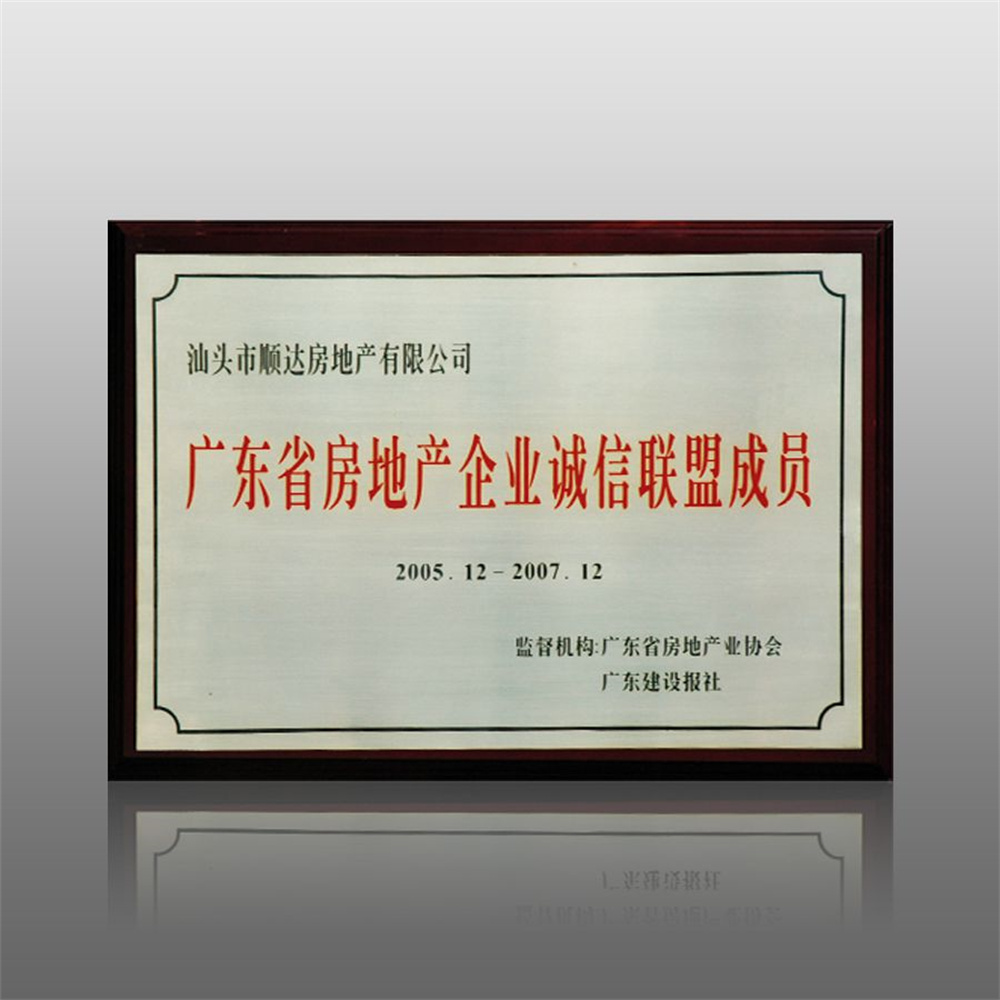 汕头市顺达房地产有限公司
广东省房地产企业诚信联盟成员
2005.12-2007.12
监督机构:广东省房地产业协会
广东建设报社